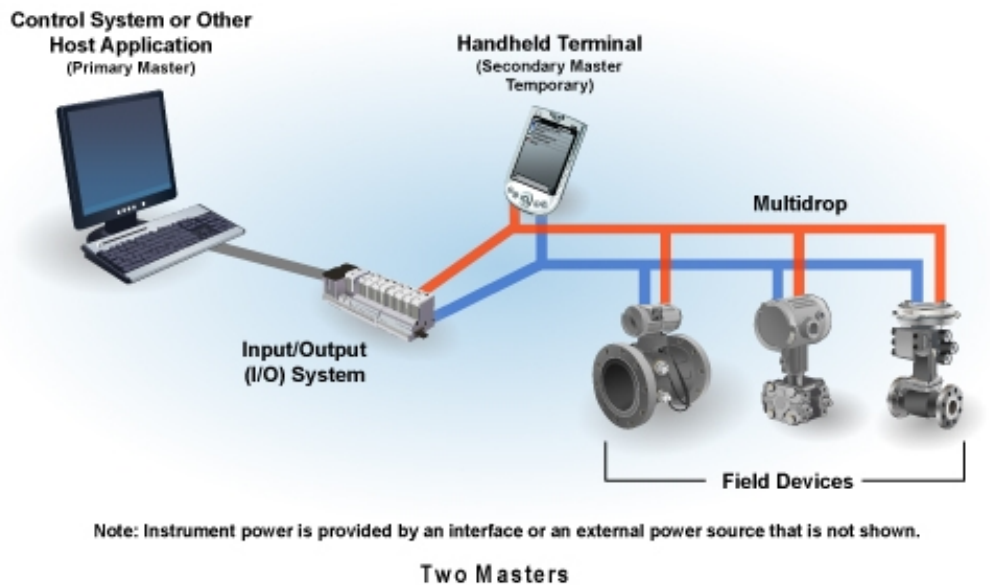 Control System or Other
Host Application
(Primary Master)
Handheld Terminal
(Secondary Master
Temporary)
Multidrop
Input/Output
(I/O) System
Field Devices
Note: Instrument power is provided by an interface or an external power source that is not shown.
Two Masters